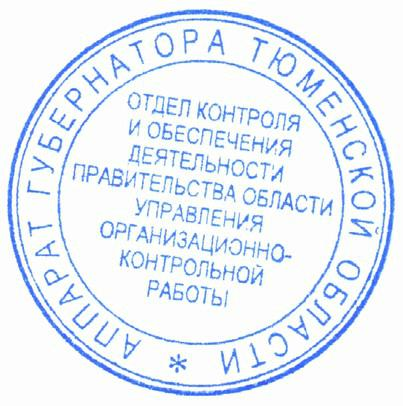 АППАРАТ ГУБЕРНАТОРА ТЮМЕНСКОЙ ОБЛАСТИ *
ОТДЕЛ КОНТРОЛЯ
И ОБЕСПЕЧЕНИЯ
ДЕЯТЕЛЬНОСТИ
ПРАВИТЕЛЬСТВА ОБЛАСТИ
УПРАВЛЕНИЯ
ОРГАНИЗАЦИОННО-
КОНТРОЛЬНОЙ
РАБОТЫ